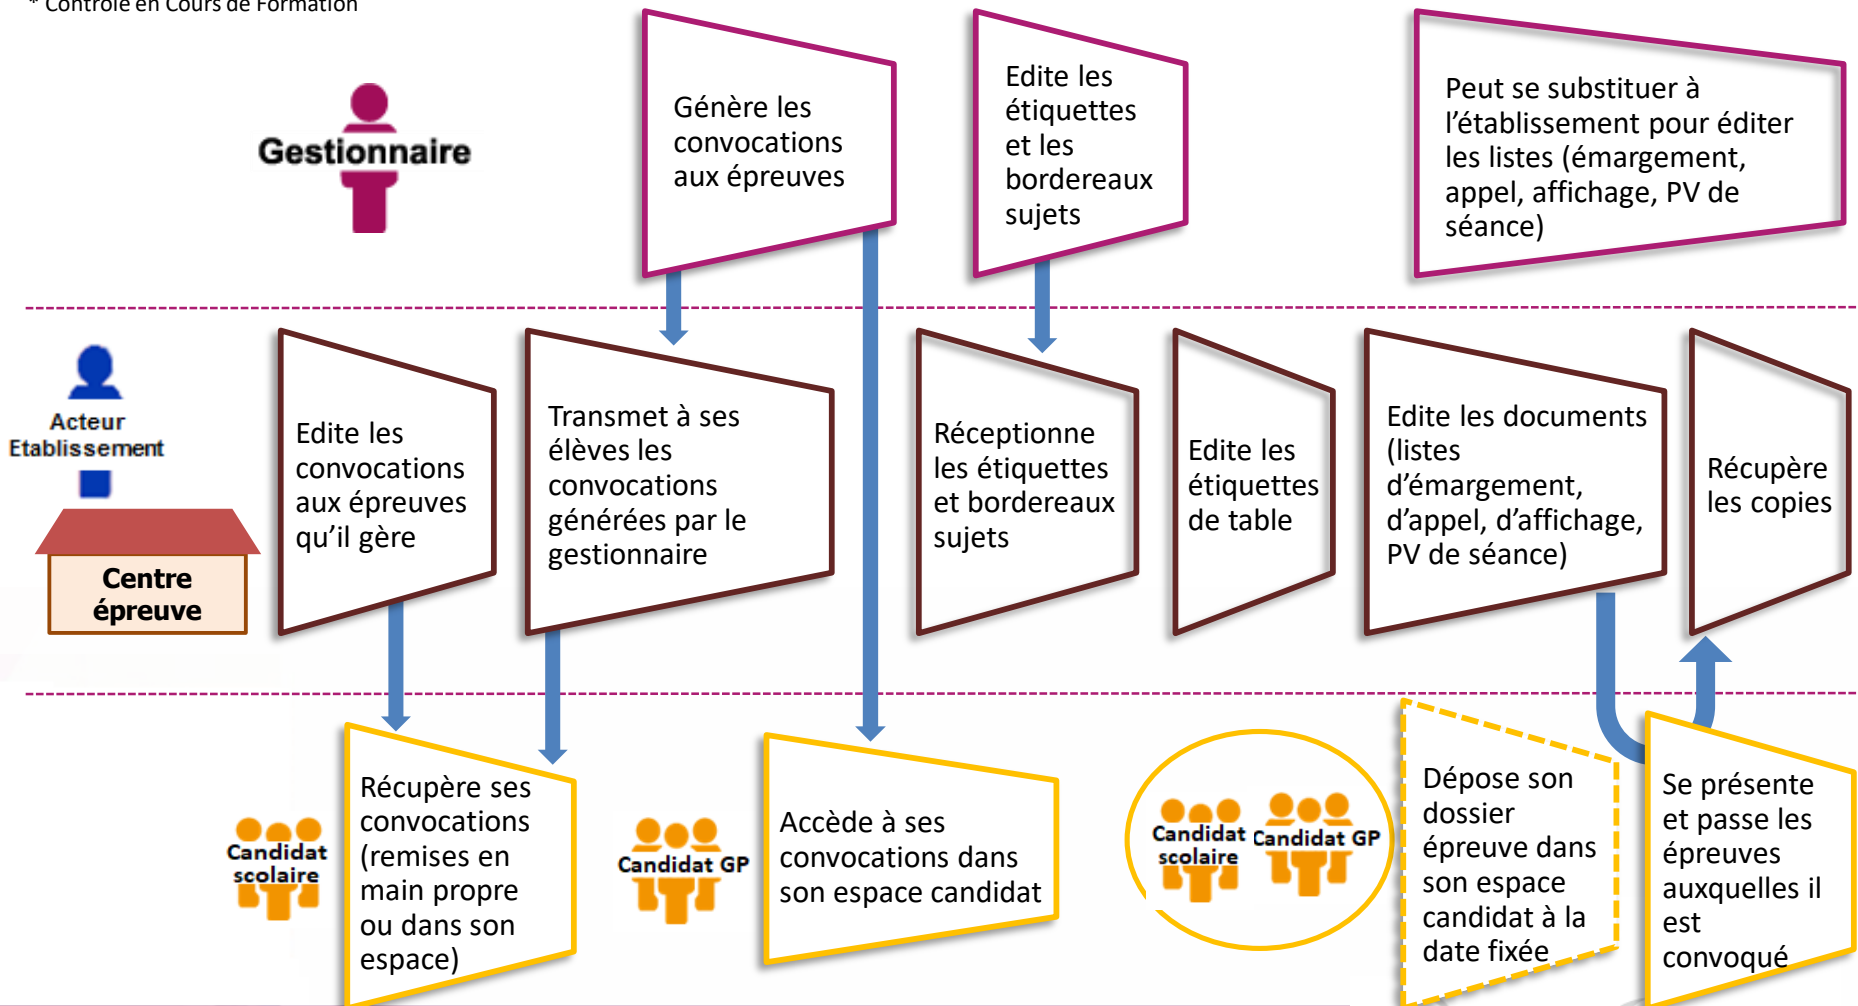 * Contrôle en Cours de Formation
Gestionnaire
Génère les
convocations
aux épreuves
Edite les
étiquettes
et les
bordereaux
sujets
Peut se substituer à
l’établissement pour éditer
les listes (émargement,
appel, affichage, PV de
séance)
Acteur
Etablissement
Centre
épreuve
Edite les
convocations
aux épreuves
qu’il gère
Transmet à ses
élèves les
convocations
générées par le
gestionnaire
Réceptionne
les étiquettes
et bordereaux
sujets
Edite les
étiquettes
de table
Edite les documents
(listes
d’émargement,
d’appel, d’affichage,
PV de séance)
Récupère
les copies
Candidat
scolaire
Récupère ses
convocations
(remises en
main propre
ou dans son
espace)
Candidat GP
Accède à ses
convocations dans
son espace candidat
Candidat
scolaire
Candidat GP
Dépose son
dossier
épreuve dans
son espace
candidat à la
date fixée
Se présente
et passe les
épreuves
auxquelles il
est
convoqué